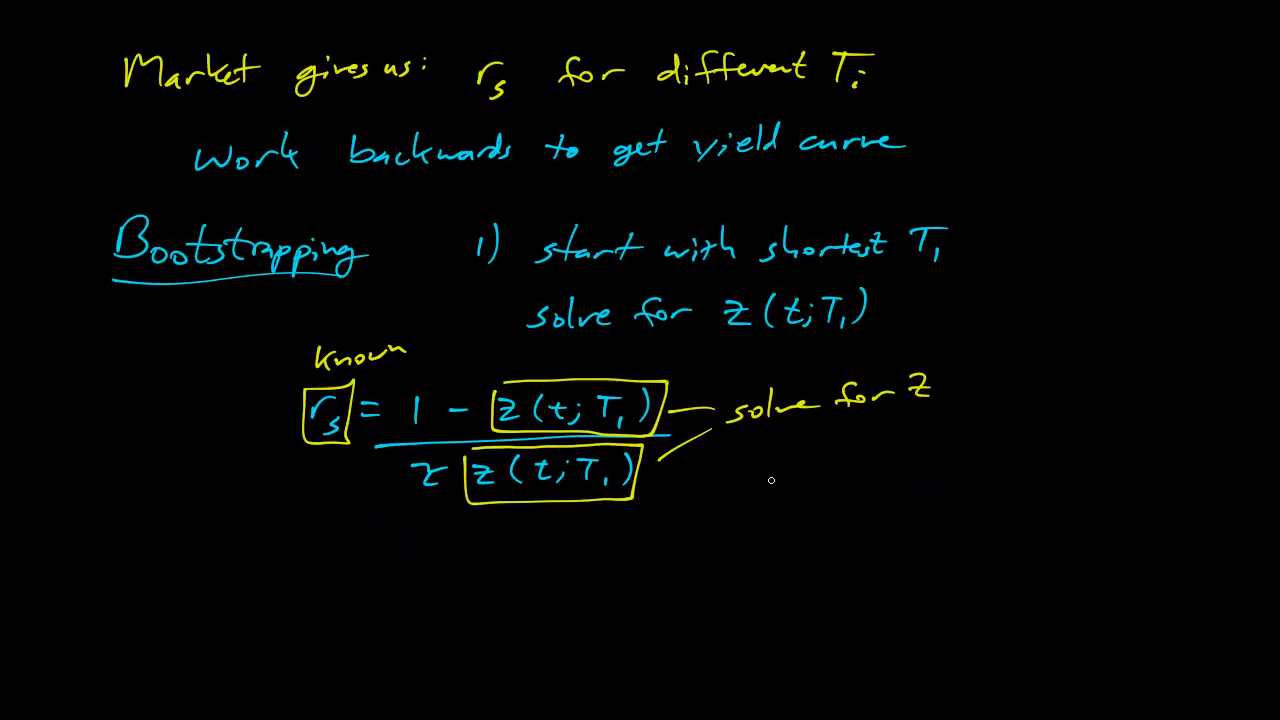 Market gives us: r_s for different T_i
Work backwards to get yield curve
Bootstrapping 1) start with shortest T_1
solve for Z(t;T_1)
known
r_s = 1 - Z(t;T_1) solve for Z
τ Z(t;T_1)